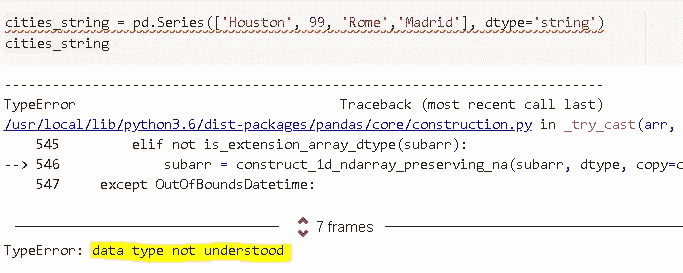 cities_string = pd.Series(['Houston', 99, 'Rome','Madrid'], dtype='string')
cities_string
---------------------------------------------------------------------------
TypeError Traceback (most recent call last)
/usr/local/lib/python3.6/dist-packages/pandas/core/construction.py in _try_cast(arr,
545 elif not is_extension_array_dtype(subarr):
--> 546 subarr = construct_1d_ndarray_preserving_na(subarr, dtype, copy=c
547 except OutOfBoundsDatetime:
7 frames
TypeError: data type not understood